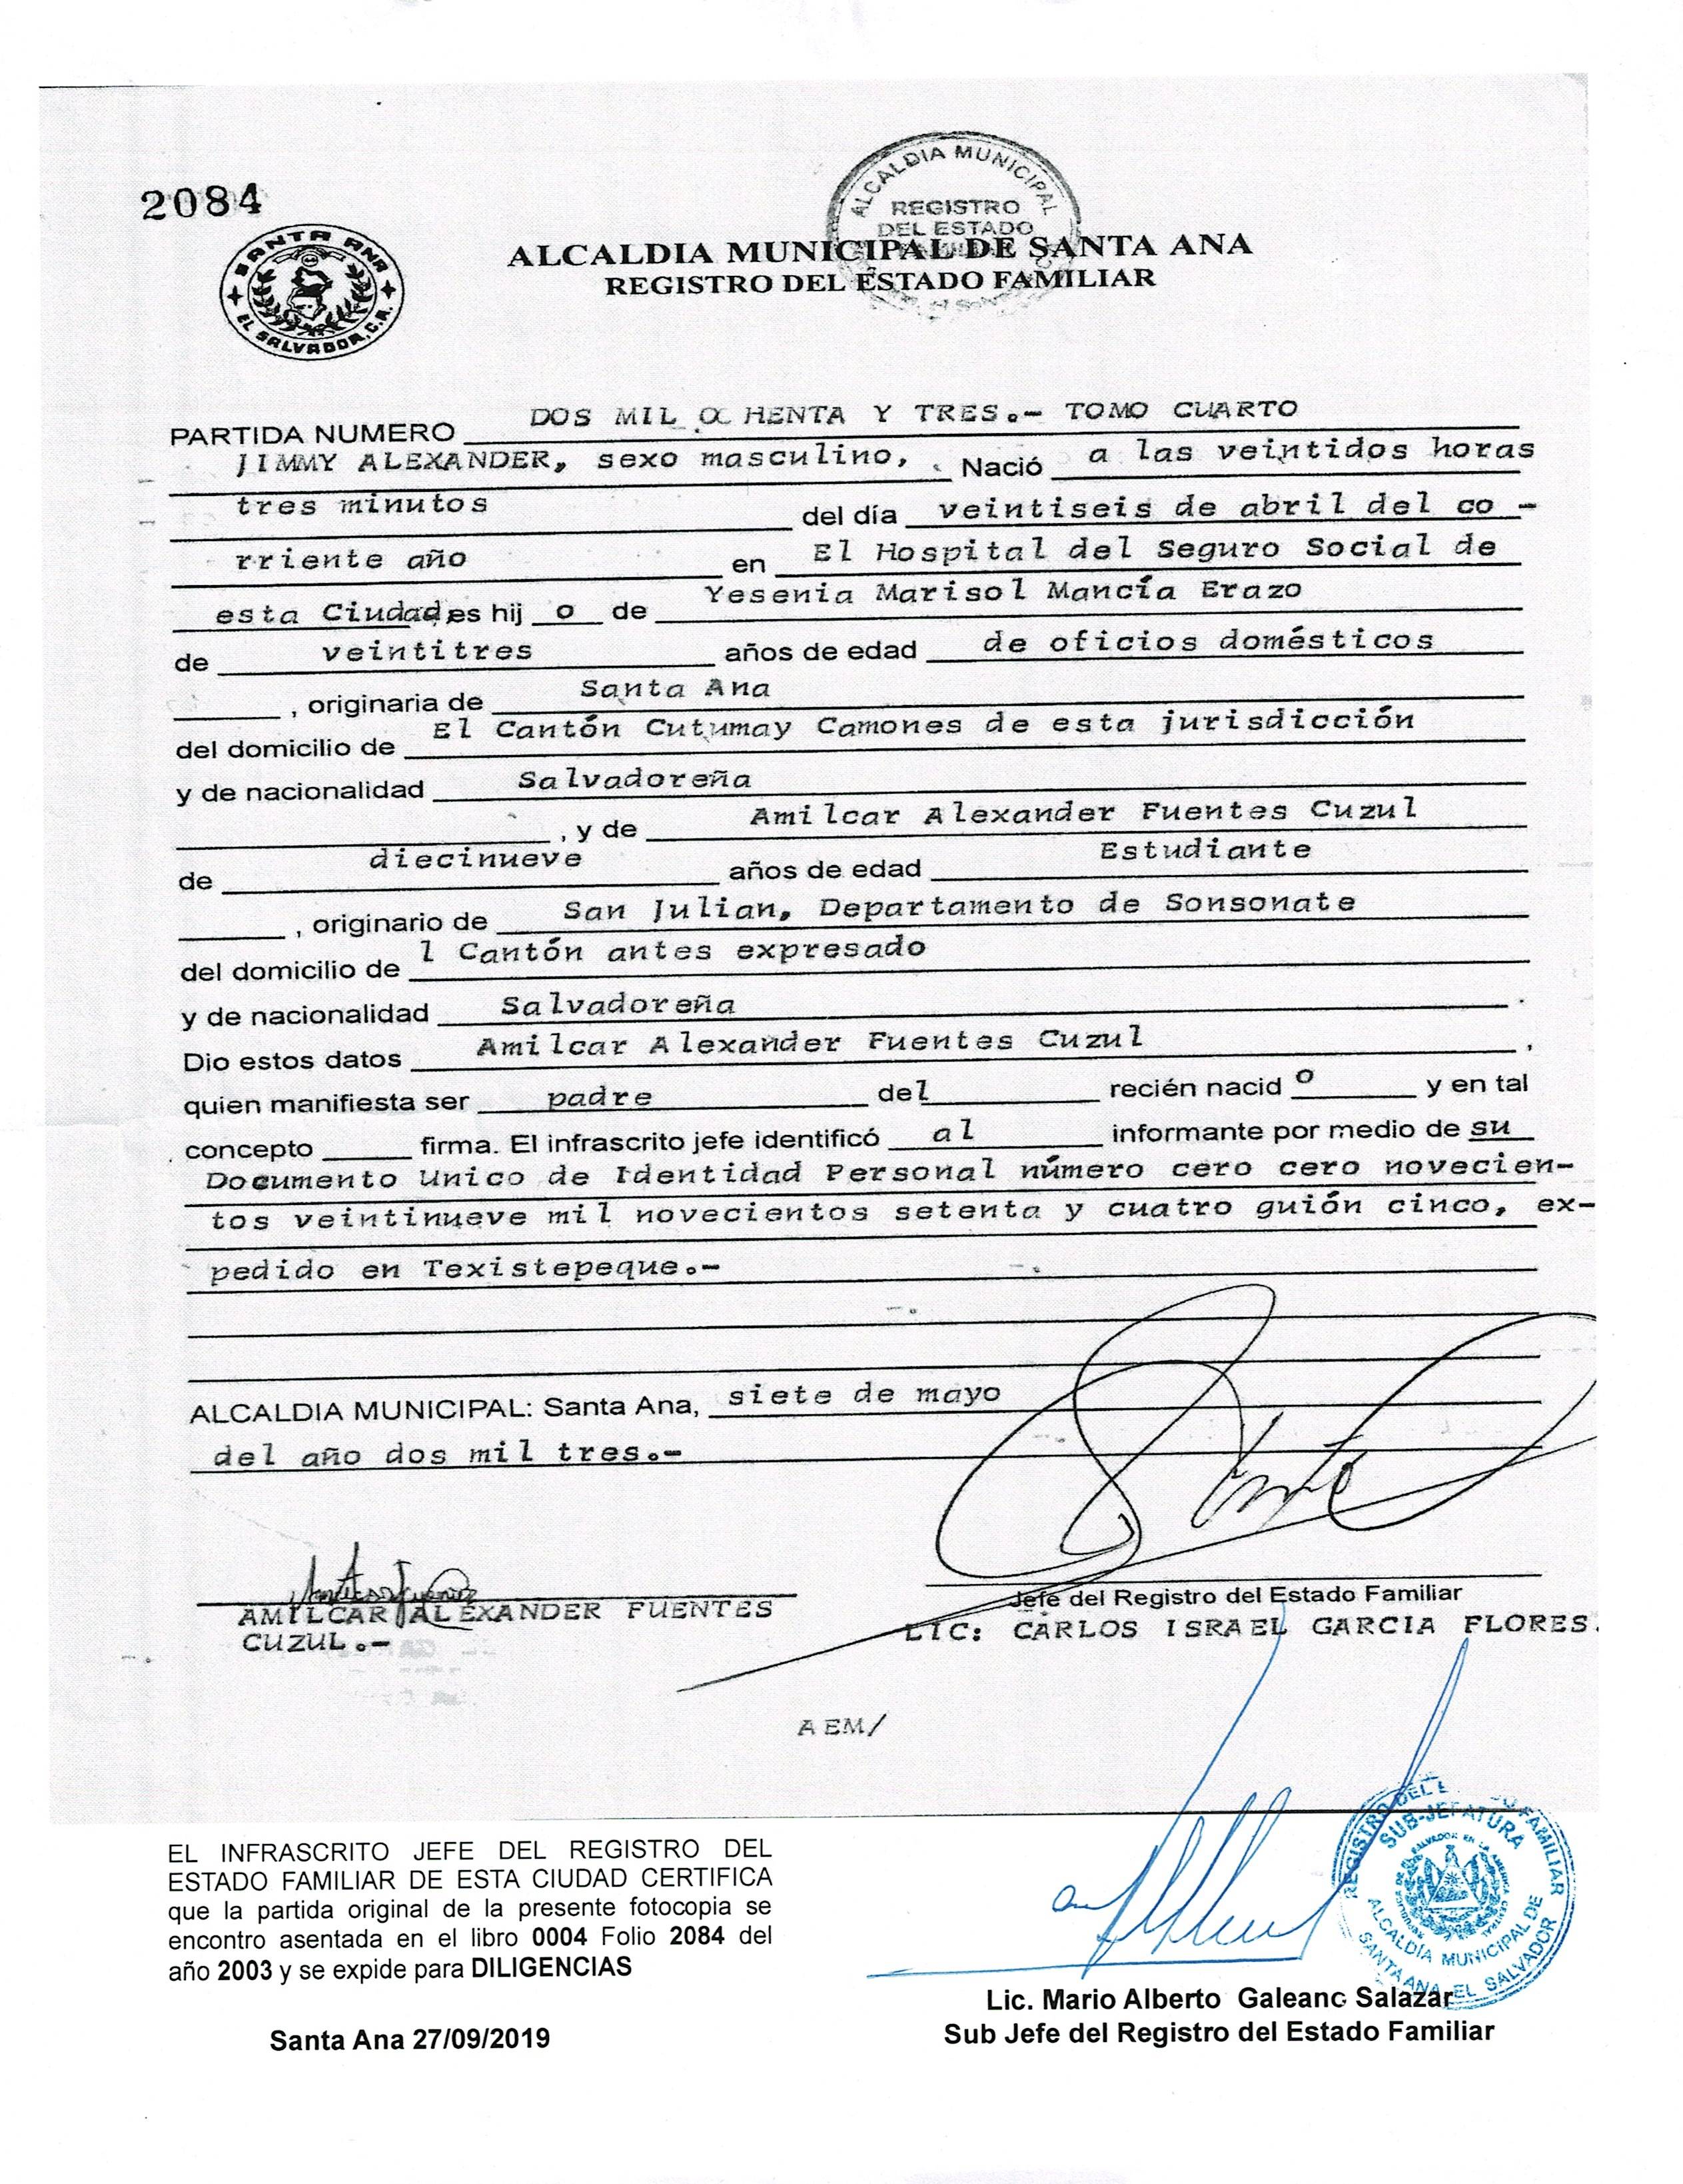 2084
ALCALDIA MUNICIPAL
REGISTRO
DEL ESTADO
SANTA ANA
EL SALVADOR, C.A.
ALCALDIA MUNICIPAL DE SANTA ANA
REGISTRO DEL ESTADO FAMILIAR
PARTIDA NUMERO DOS MIL OCHENTA Y TRES.- TOMO CUARTO
JIMMY ALEXANDER, sexo masculino, . Nació a las veintidos horas
tres minutos del día veintiseis de abril del co -
rriente año en El Hospital del Seguro Social de
esta Ciudad, es hij o de Yesenia Marisol Mancía Erazo
de veintitres años de edad de oficios domésticos
, originaria de Santa Ana
del domicilio de El Cantón Cutumay Camones de esta jurisdicción
y de nacionalidad Salvadoreña
, y de Amilcar Alexander Fuentes Cuzul
de diecinueve años de edad Estudiante
, originario de San Julian, Departamento de Sonsonate
del domicilio de l Cantón antes expresado
y de nacionalidad Salvadoreña .
Dio estos datos Amilcar Alexander Fuentes Cuzul ,
quien manifiesta ser padre del recién nacid o y en tal
concepto firma. El infrascrito jefe identificó al informante por medio de su
Documento Unico de Identidad Personal número cero cero novecien-
tos veintinueve mil novecientos setenta y cuatro guión cinco, ex-
pedido en Texistepeque.-
ALCALDIA MUNICIPAL: Santa Ana, siete de mayo
del año dos mil tres.-
AMILCAR ALEXANDER FUENTES
CUZUL.-
Jefe del Registro del Estado Familiar
LIC: CARLOS ISRAEL GARCIA FLORES.
AEM/
EL INFRASCRITO JEFE DEL REGISTRO DEL
ESTADO FAMILIAR DE ESTA CIUDAD CERTIFICA
que la partida original de la presente fotocopia se
encontro asentada en el libro 0004 Folio 2084 del
año 2003 y se expide para DILIGENCIAS
Santa Ana 27/09/2019
REGISTRO DEL FAMILIAR
SUB-JEFATURA
ALCALDÍA MUNICIPAL DE
SANTA ANA, EL SALVADOR
Lic. Mario Alberto Galeano Salazar
Sub Jefe del Registro del Estado Familiar